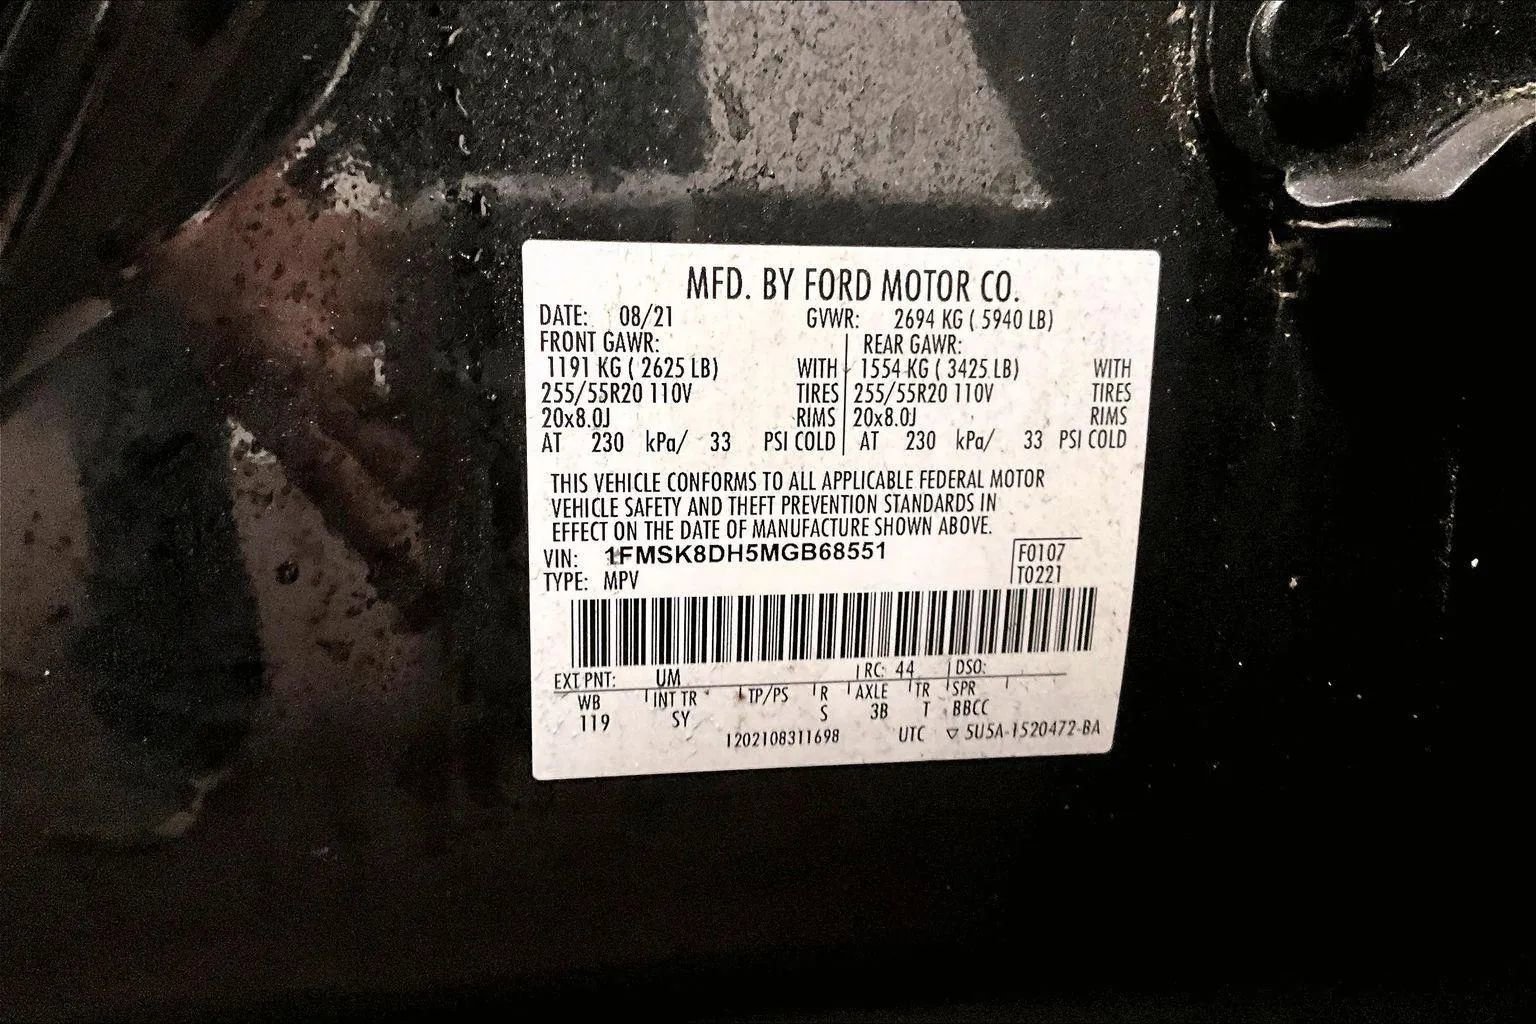 MFD. BY FORD MOTOR CO.
DATE: 08/21 GVWR: 2694 KG ( 5940 LB)
FRONT GAWR: REAR GAWR:
1191 KG ( 2625 LB) WITH 1554 KG ( 3425 LB) WITH
255/55R20 110V TIRES 255/55R20 110V TIRES
20x8.0J RIMS 20x8.0J RIMS
AT 230 kPa/ 33 PSI COLD AT 230 kPa/ 33 PSI COLD
THIS VEHICLE CONFORMS TO ALL APPLICABLE FEDERAL MOTOR
VEHICLE SAFETY AND THEFT PREVENTION STANDARDS IN
EFFECT ON THE DATE OF MANUFACTURE SHOWN ABOVE.
VIN: 1FMSK8DH5MGB68551 F0107
TYPE: MPV T0221
EXT PNT: UM RC: 44 DSO:
WB INT TR TP/PS R AXLE TR SPR
119 SY S 3B T BBCC
1202108311698 UTC ▽ 5U5A-1520472-BA